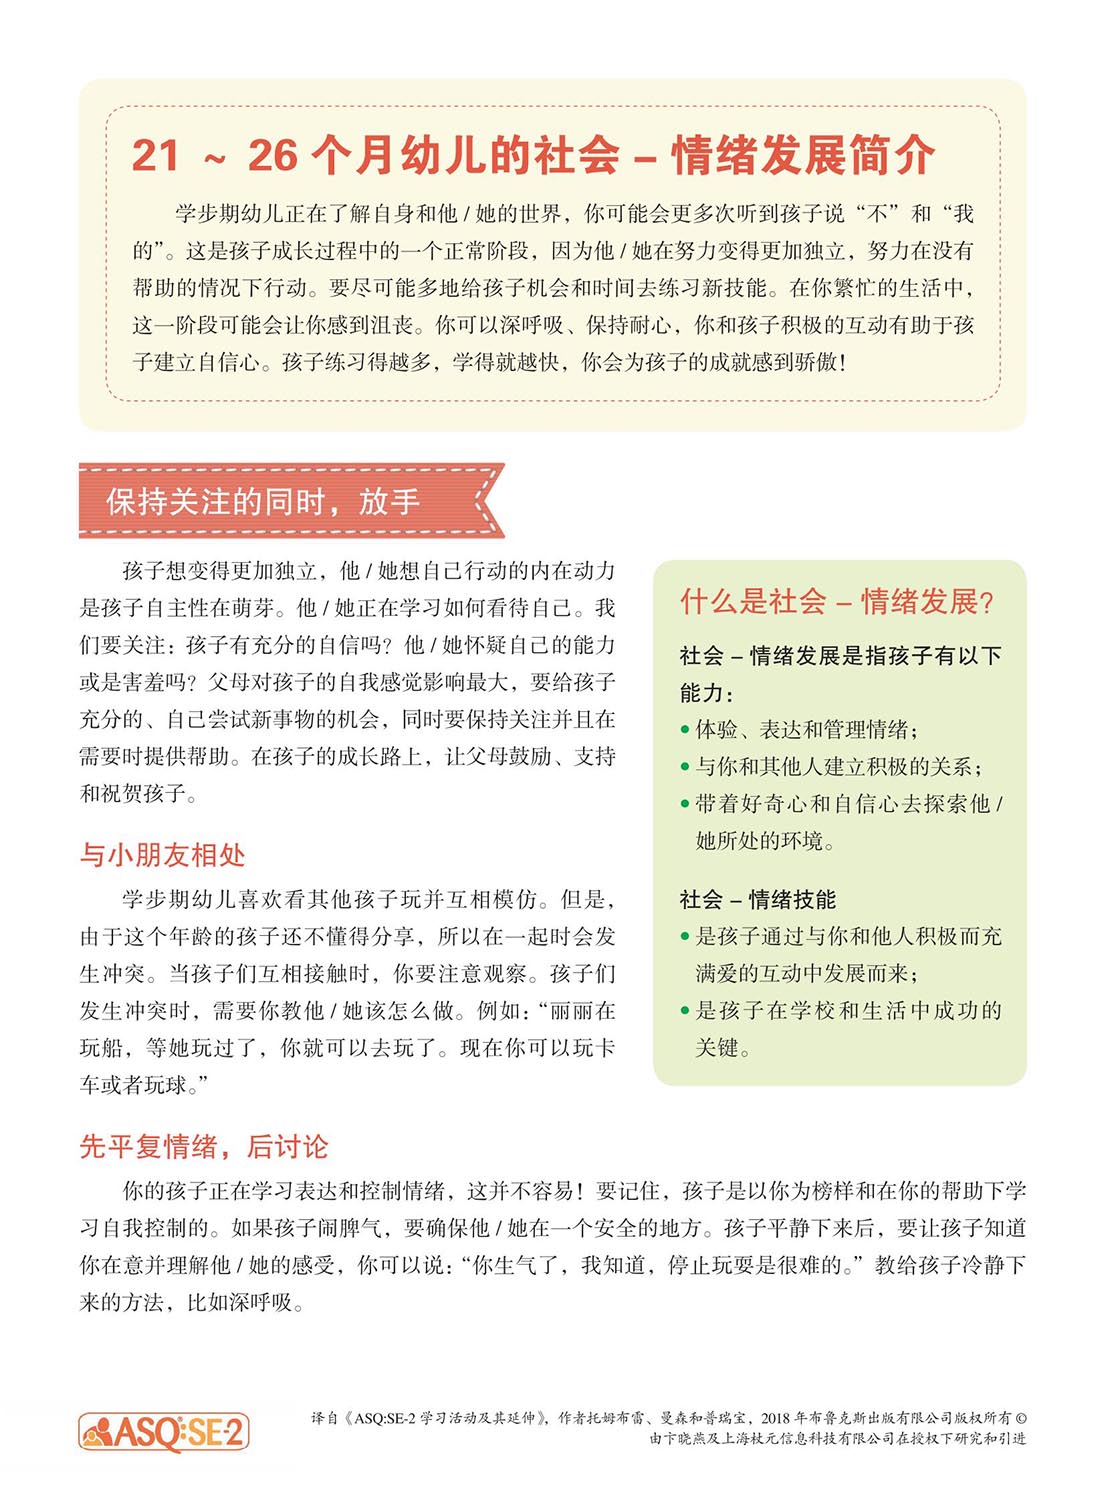 21 ~ 26 个月幼儿的社会 – 情绪发展简介
学步期幼儿正在了解自身和他 / 她的世界，你可能会更多次听到孩子说“不”和“我
的”。这是孩子成长过程中的一个正常阶段，因为他 / 她在努力变得更加独立，努力在没有
帮助的情况下行动。要尽可能多地给孩子机会和时间去练习新技能。在你繁忙的生活中，
这一阶段可能会让你感到沮丧。你可以深呼吸、保持耐心，你和孩子积极的互动有助于孩
子建立自信心。孩子练习得越多，学得就越快，你会为孩子的成就感到骄傲！
保持关注的同时，放手
孩子想变得更加独立，他 / 她想自己行动的内在动力
是孩子自主性在萌芽。他 / 她正在学习如何看待自己。我
们要关注：孩子有充分的自信吗？他 / 她怀疑自己的能力
或是害羞吗？父母对孩子的自我感觉影响最大，要给孩子
充分的、自己尝试新事物的机会，同时要保持关注并且在
需要时提供帮助。在孩子的成长路上，让父母鼓励、支持
和祝贺孩子。
与小朋友相处
学步期幼儿喜欢看其他孩子玩并互相模仿。但是，
由于这个年龄的孩子还不懂得分享，所以在一起时会发
生冲突。当孩子们互相接触时，你要注意观察。孩子们
发生冲突时，需要你教他 / 她该怎么做。例如：“丽丽在
玩船，等她玩过了，你就可以去玩了。现在你可以玩卡
车或者玩球。”
什么是社会 – 情绪发展？
社会 – 情绪发展是指孩子有以下
能力：
• 体验、表达和管理情绪；
• 与你和其他人建立积极的关系；
• 带着好奇心和自信心去探索他 /
她所处的环境。
社会 – 情绪技能
• 是孩子通过与你和他人积极而充
满爱的互动中发展而来；
• 是孩子在学校和生活中成功的
关键。
先平复情绪，后讨论
你的孩子正在学习表达和控制情绪，这并不容易！要记住，孩子是以你为榜样和在你的帮助下学
习自我控制的。如果孩子闹脾气，要确保他 / 她在一个安全的地方。孩子平静下来后，要让孩子知道
你在意并理解他 / 她的感受，你可以说：“你生气了，我知道，停止玩耍是很难的。”教给孩子冷静下
来的方法，比如深呼吸。
ASQ:SE-2
译自《ASQ:SE-2 学习活动及其延伸》，作者托姆布雷、曼森和普瑞宝，2018 年布鲁克斯出版有限公司版权所有 ©
由卞晓燕及上海杖元信息科技有限公司在授权下研究和引进